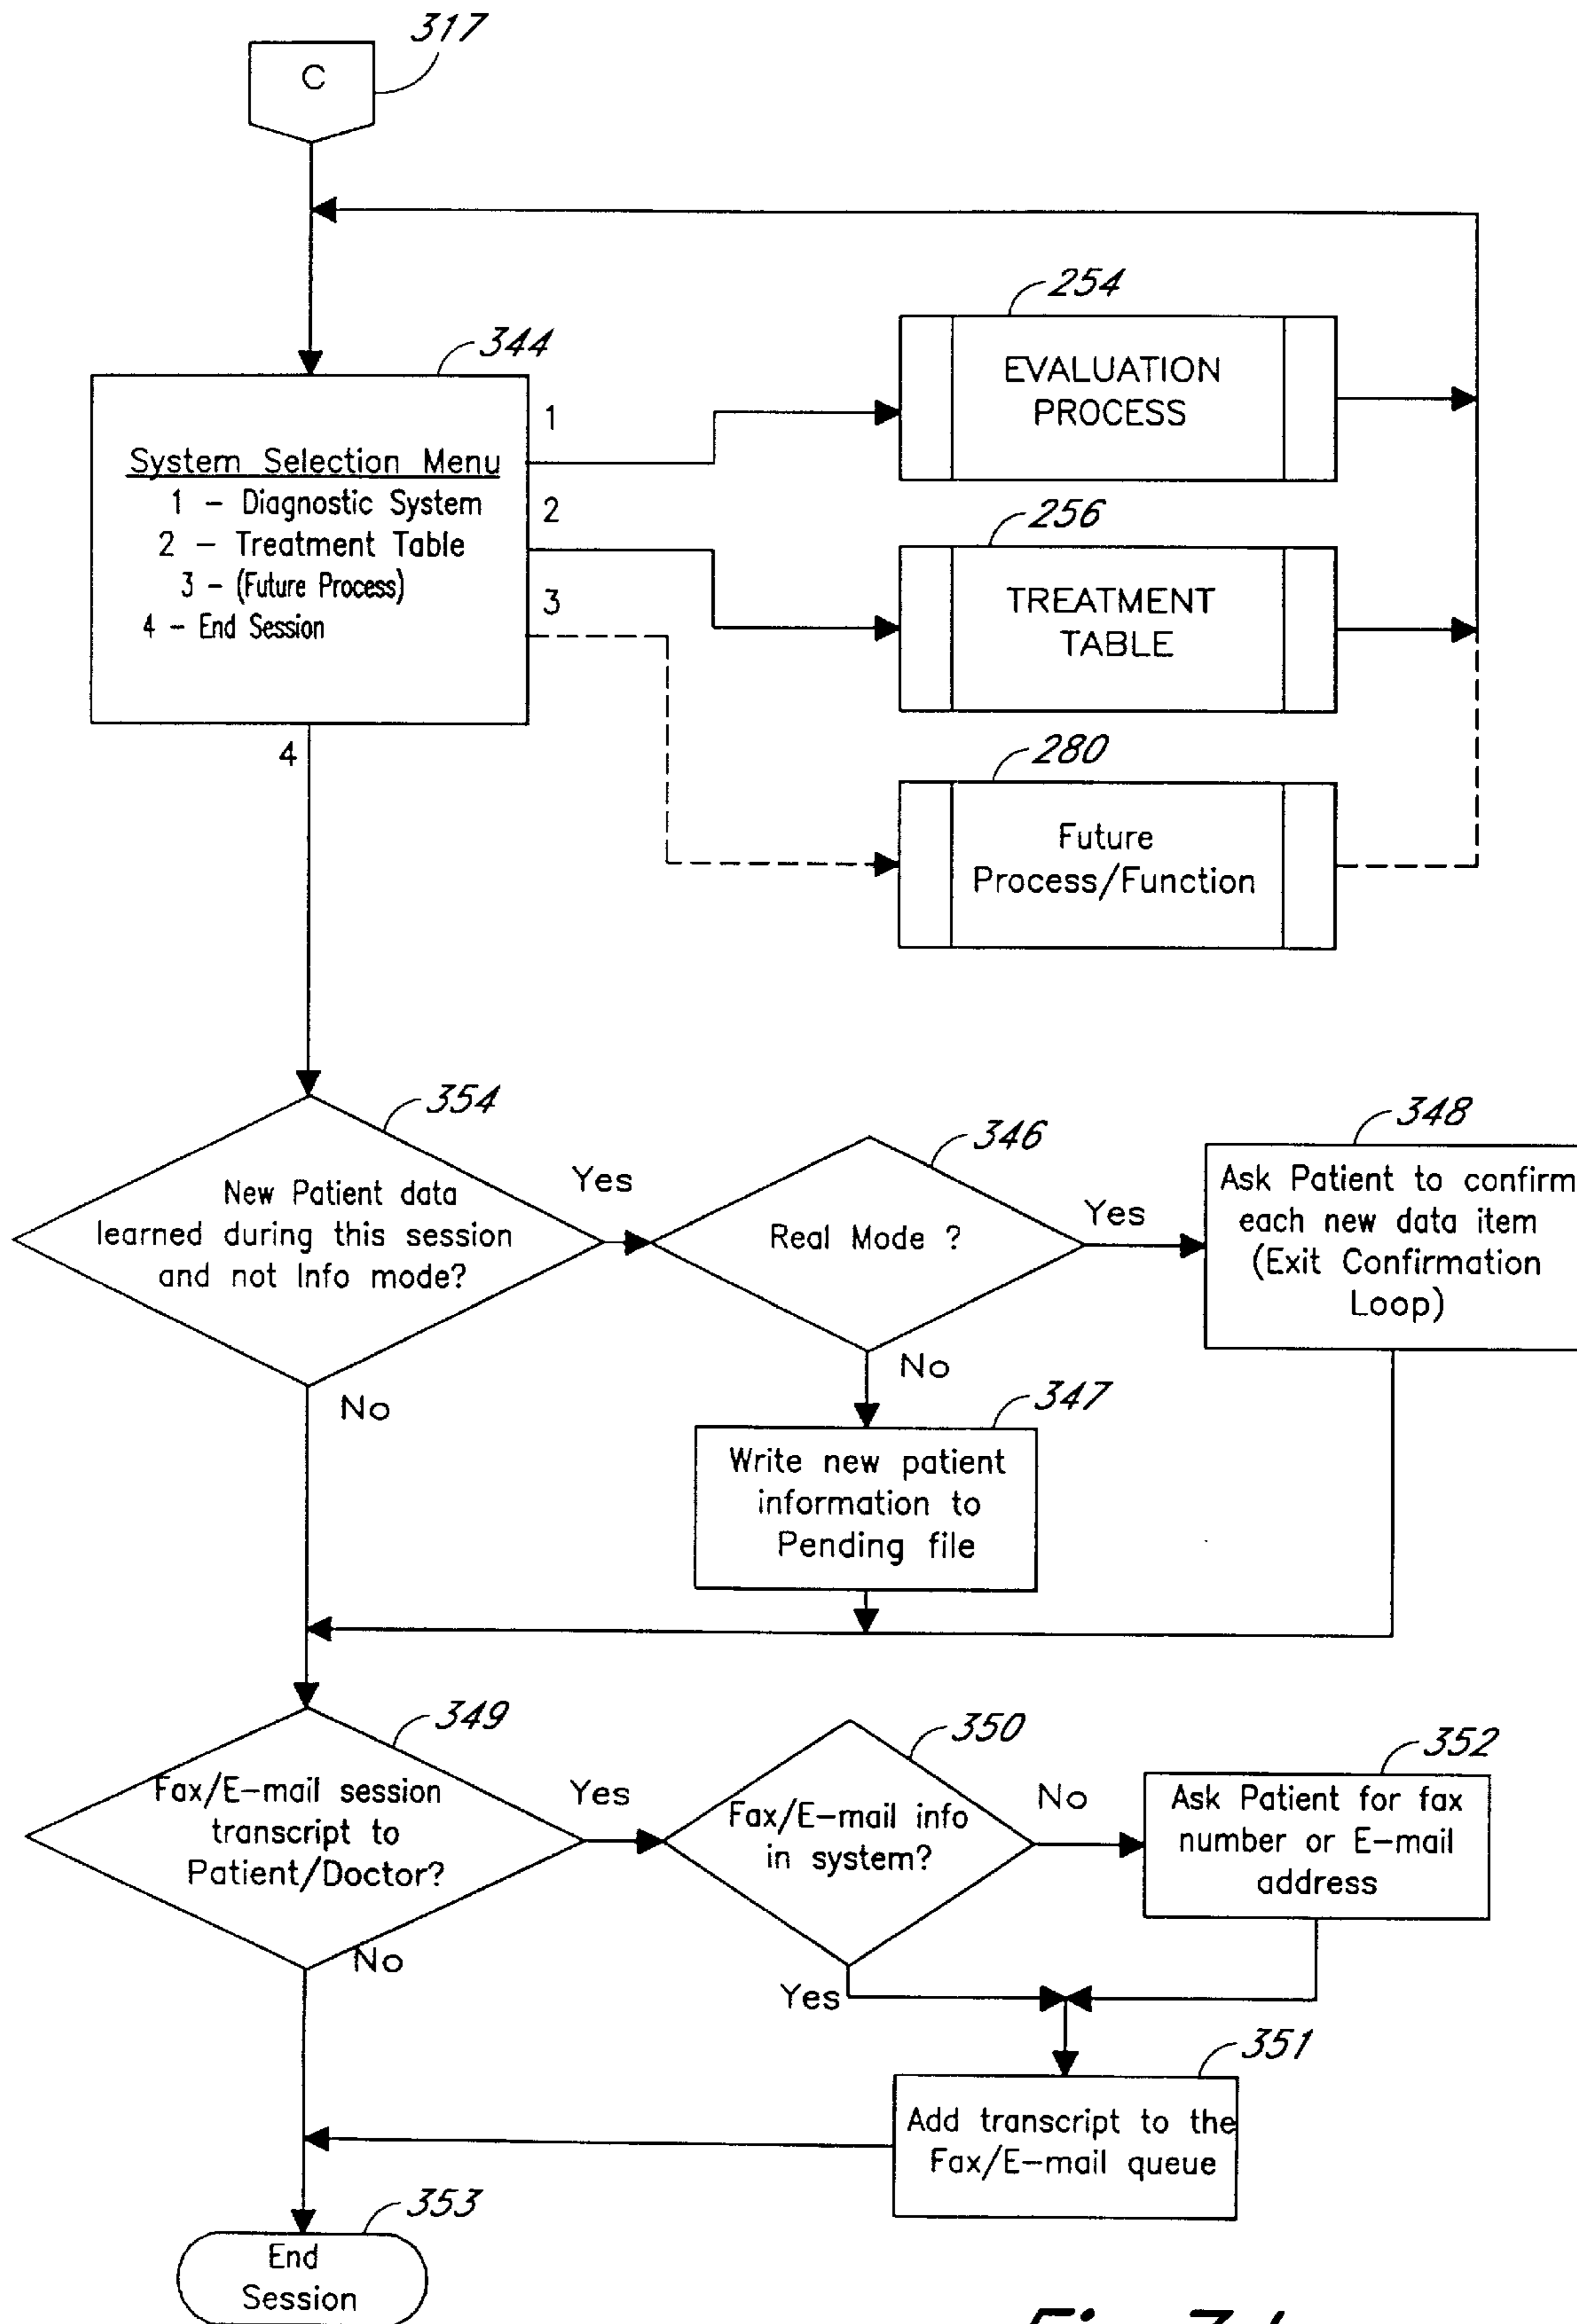 317
C
344
System Selection Menu
1 – Diagnostic System
2 – Treatment Table
3 – (Future Process)
4 – End Session
1
2
3
4
254
EVALUATION
PROCESS
256
TREATMENT
TABLE
280
Future
Process/Function
354
New Patient data
learned during this session
and not Info mode?
Yes
No
346
Real Mode ?
Yes
No
348
Ask Patient to confirm
each new data item
(Exit Confirmation
Loop)
347
Write new patient
information to
Pending file
349
Fax/E–mail session
transcript to
Patient/Doctor?
Yes
No
350
Fax/E–mail info
in system?
No
Yes
352
Ask Patient for fax
number or E–mail
address
351
Add transcript to the
Fax/E–mail queue
353
End
Session